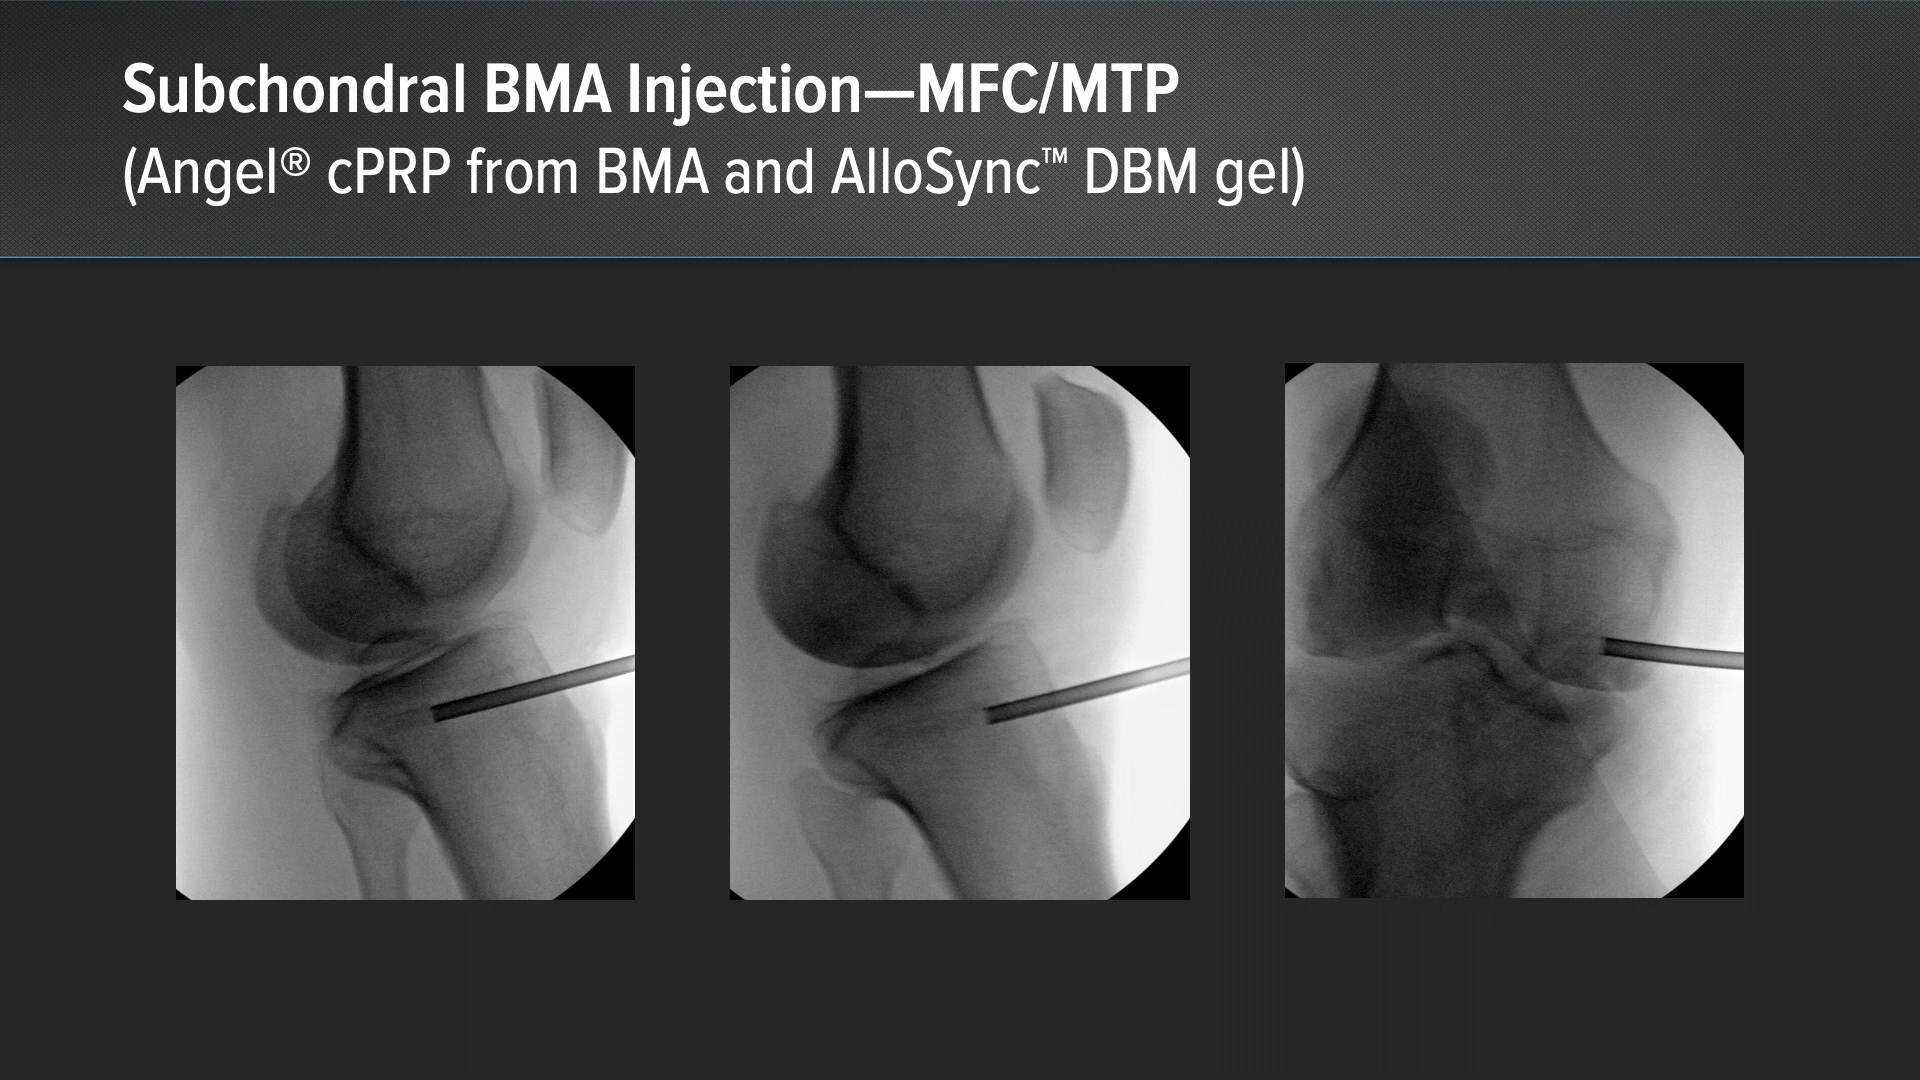 Subchondral BMA Injection—MFC/MTP
(Angel® cPRP from BMA and AlloSync™ DBM gel)